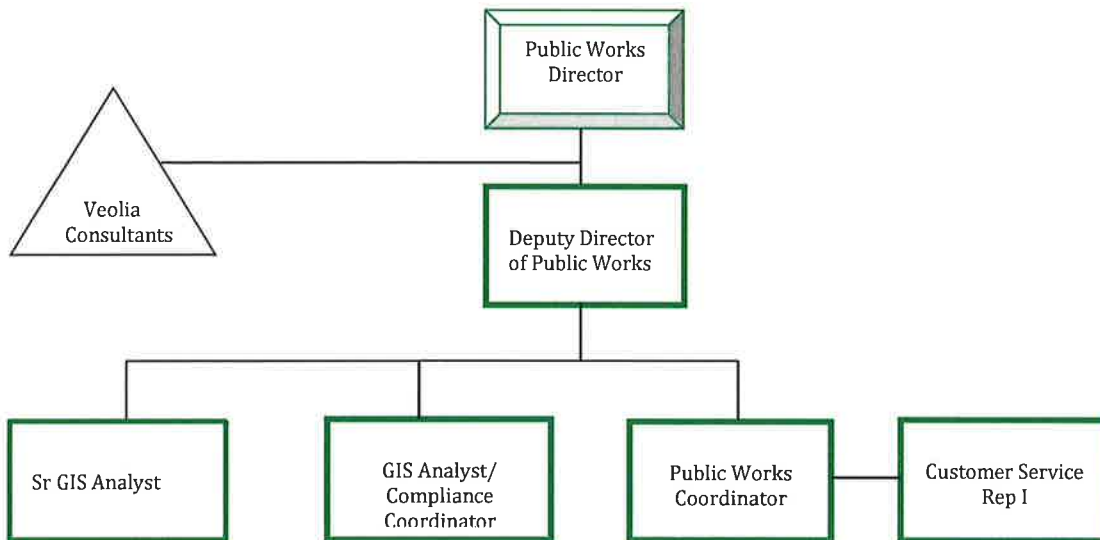 Public Works
Director
Veolia
Consultants
Deputy Director
of Public Works
Sr GIS Analyst
GIS Analyst/
Compliance
Coordinator
Public Works
Coordinator
Customer Service
Rep I